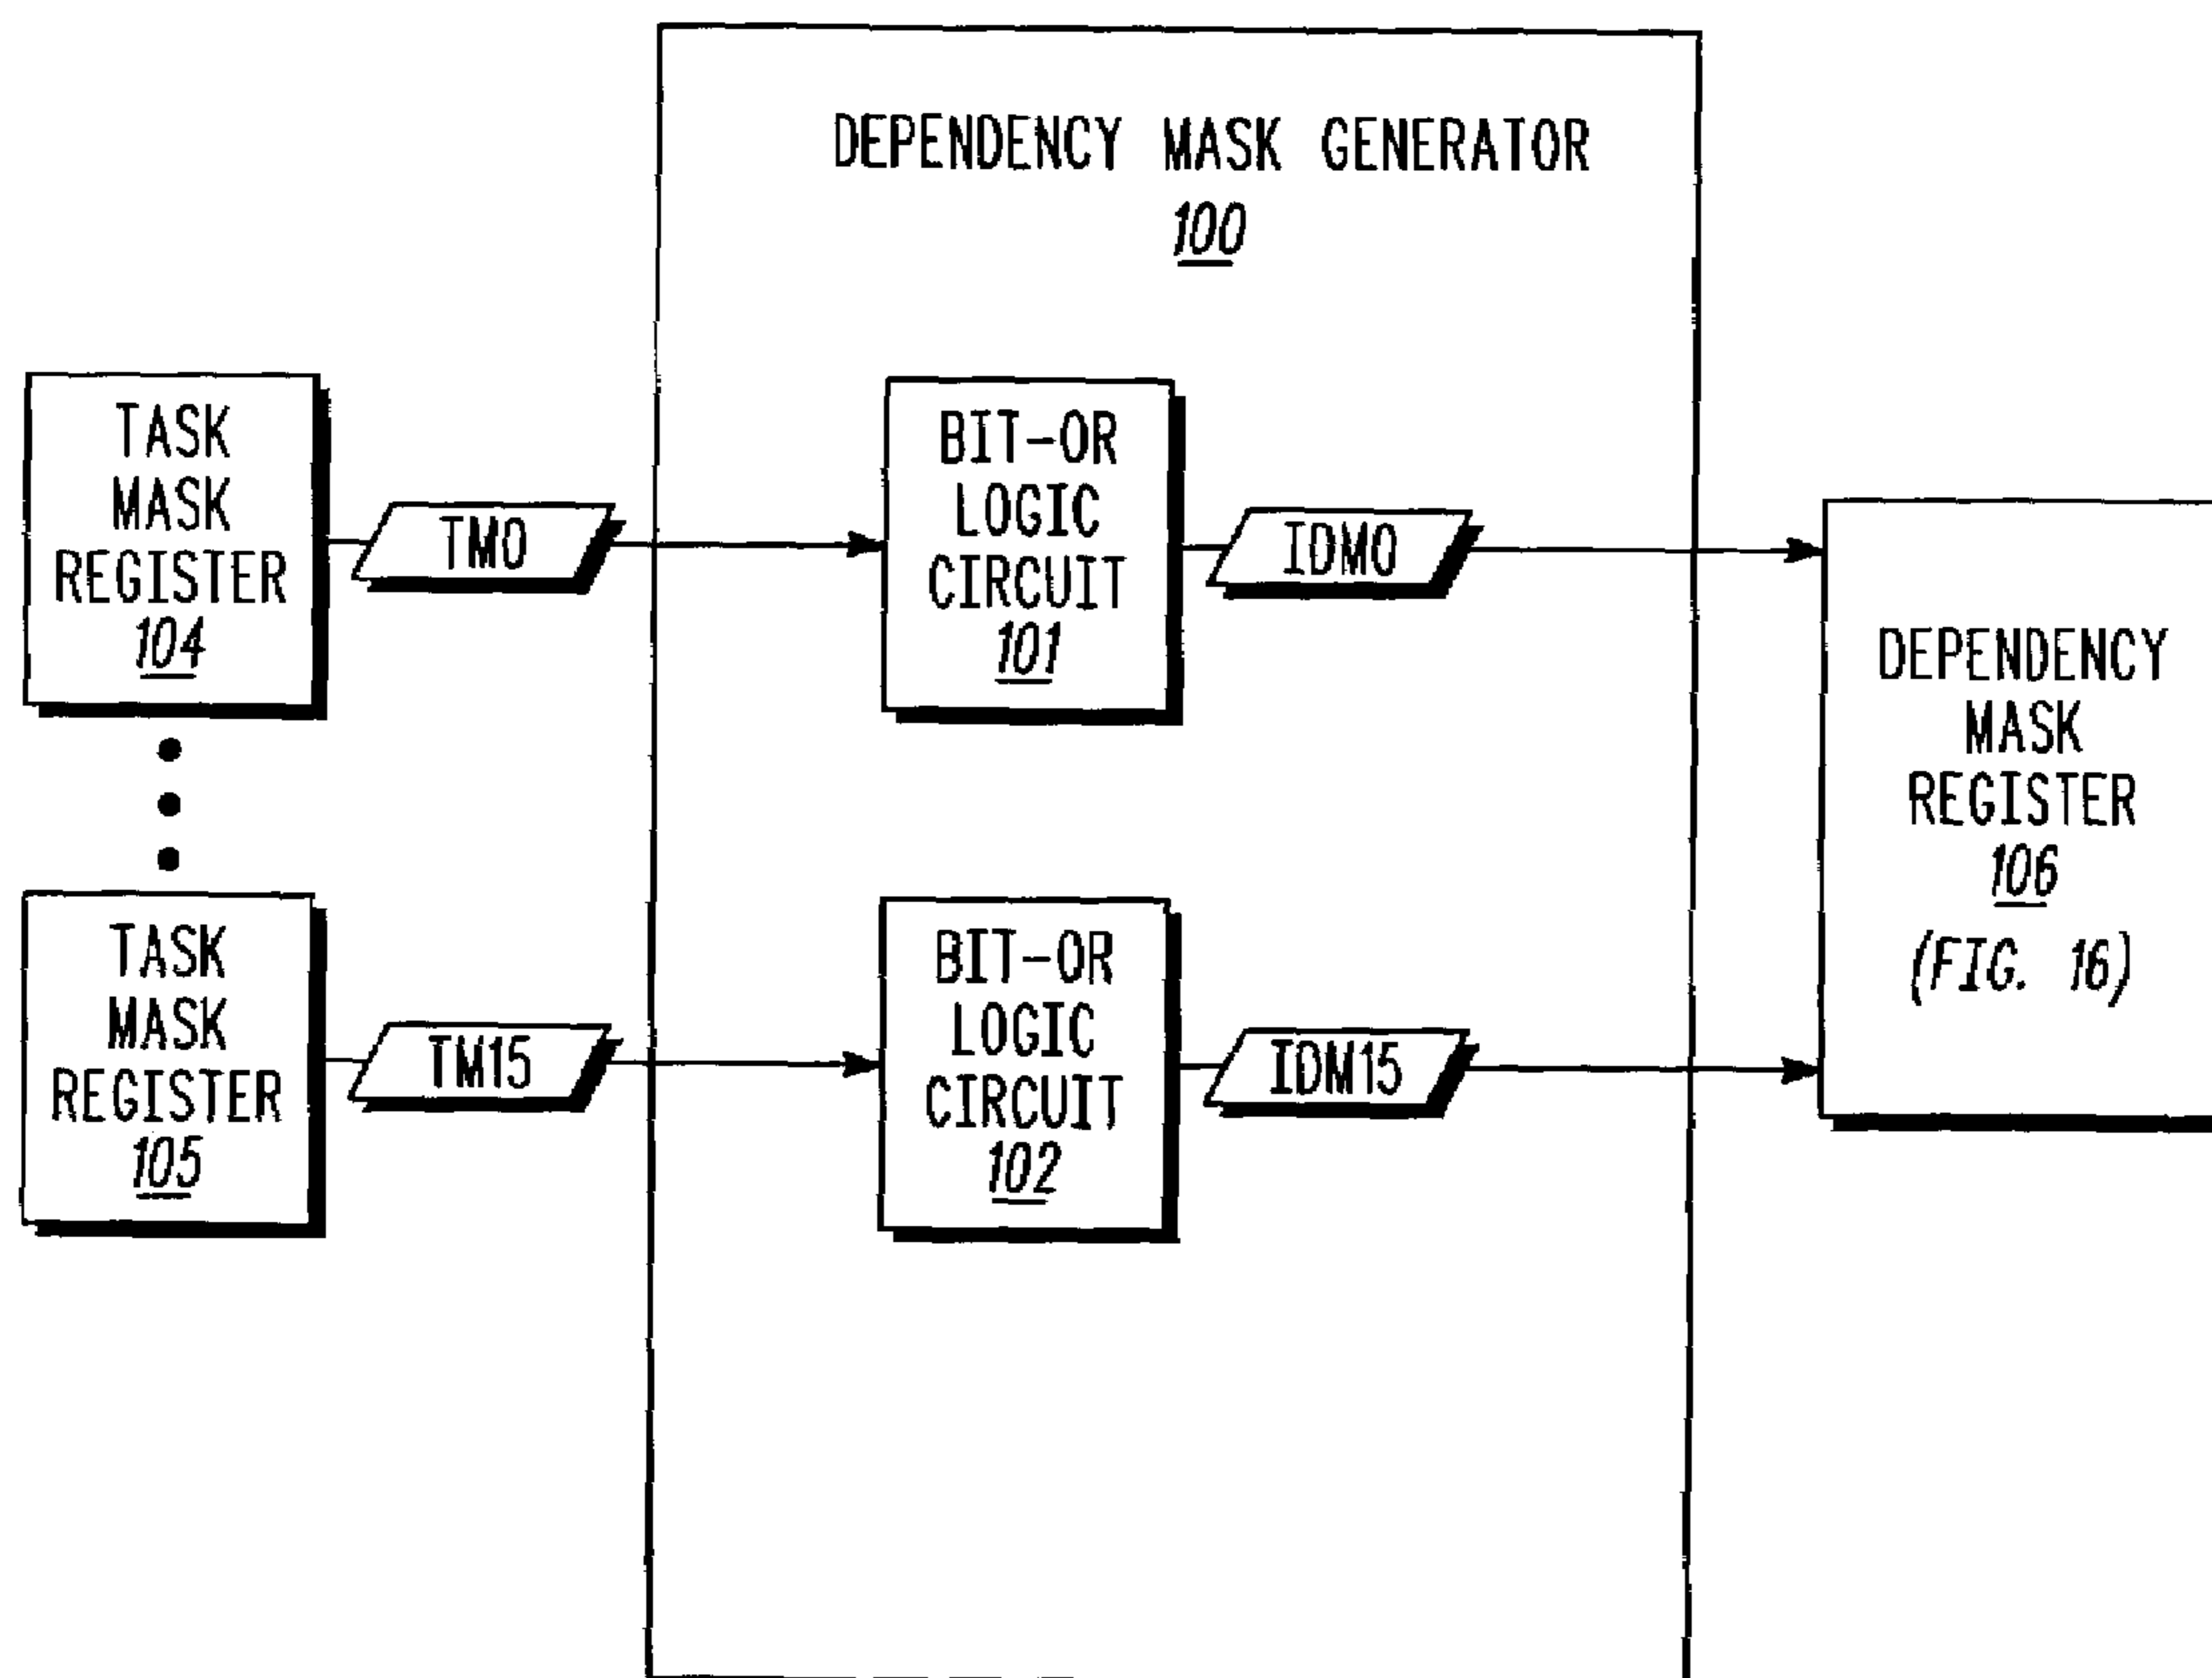 DEPENDENCY MASK GENERATOR
100
TASK
MASK
REGISTER
104
TM0
BIT-OR
LOGIC
CIRCUIT
101
IDM0
DEPENDENCY
MASK
REGISTER
106
(FIG. 16)
TASK
MASK
REGISTER
105
TM15
BIT-OR
LOGIC
CIRCUIT
102
IDM15